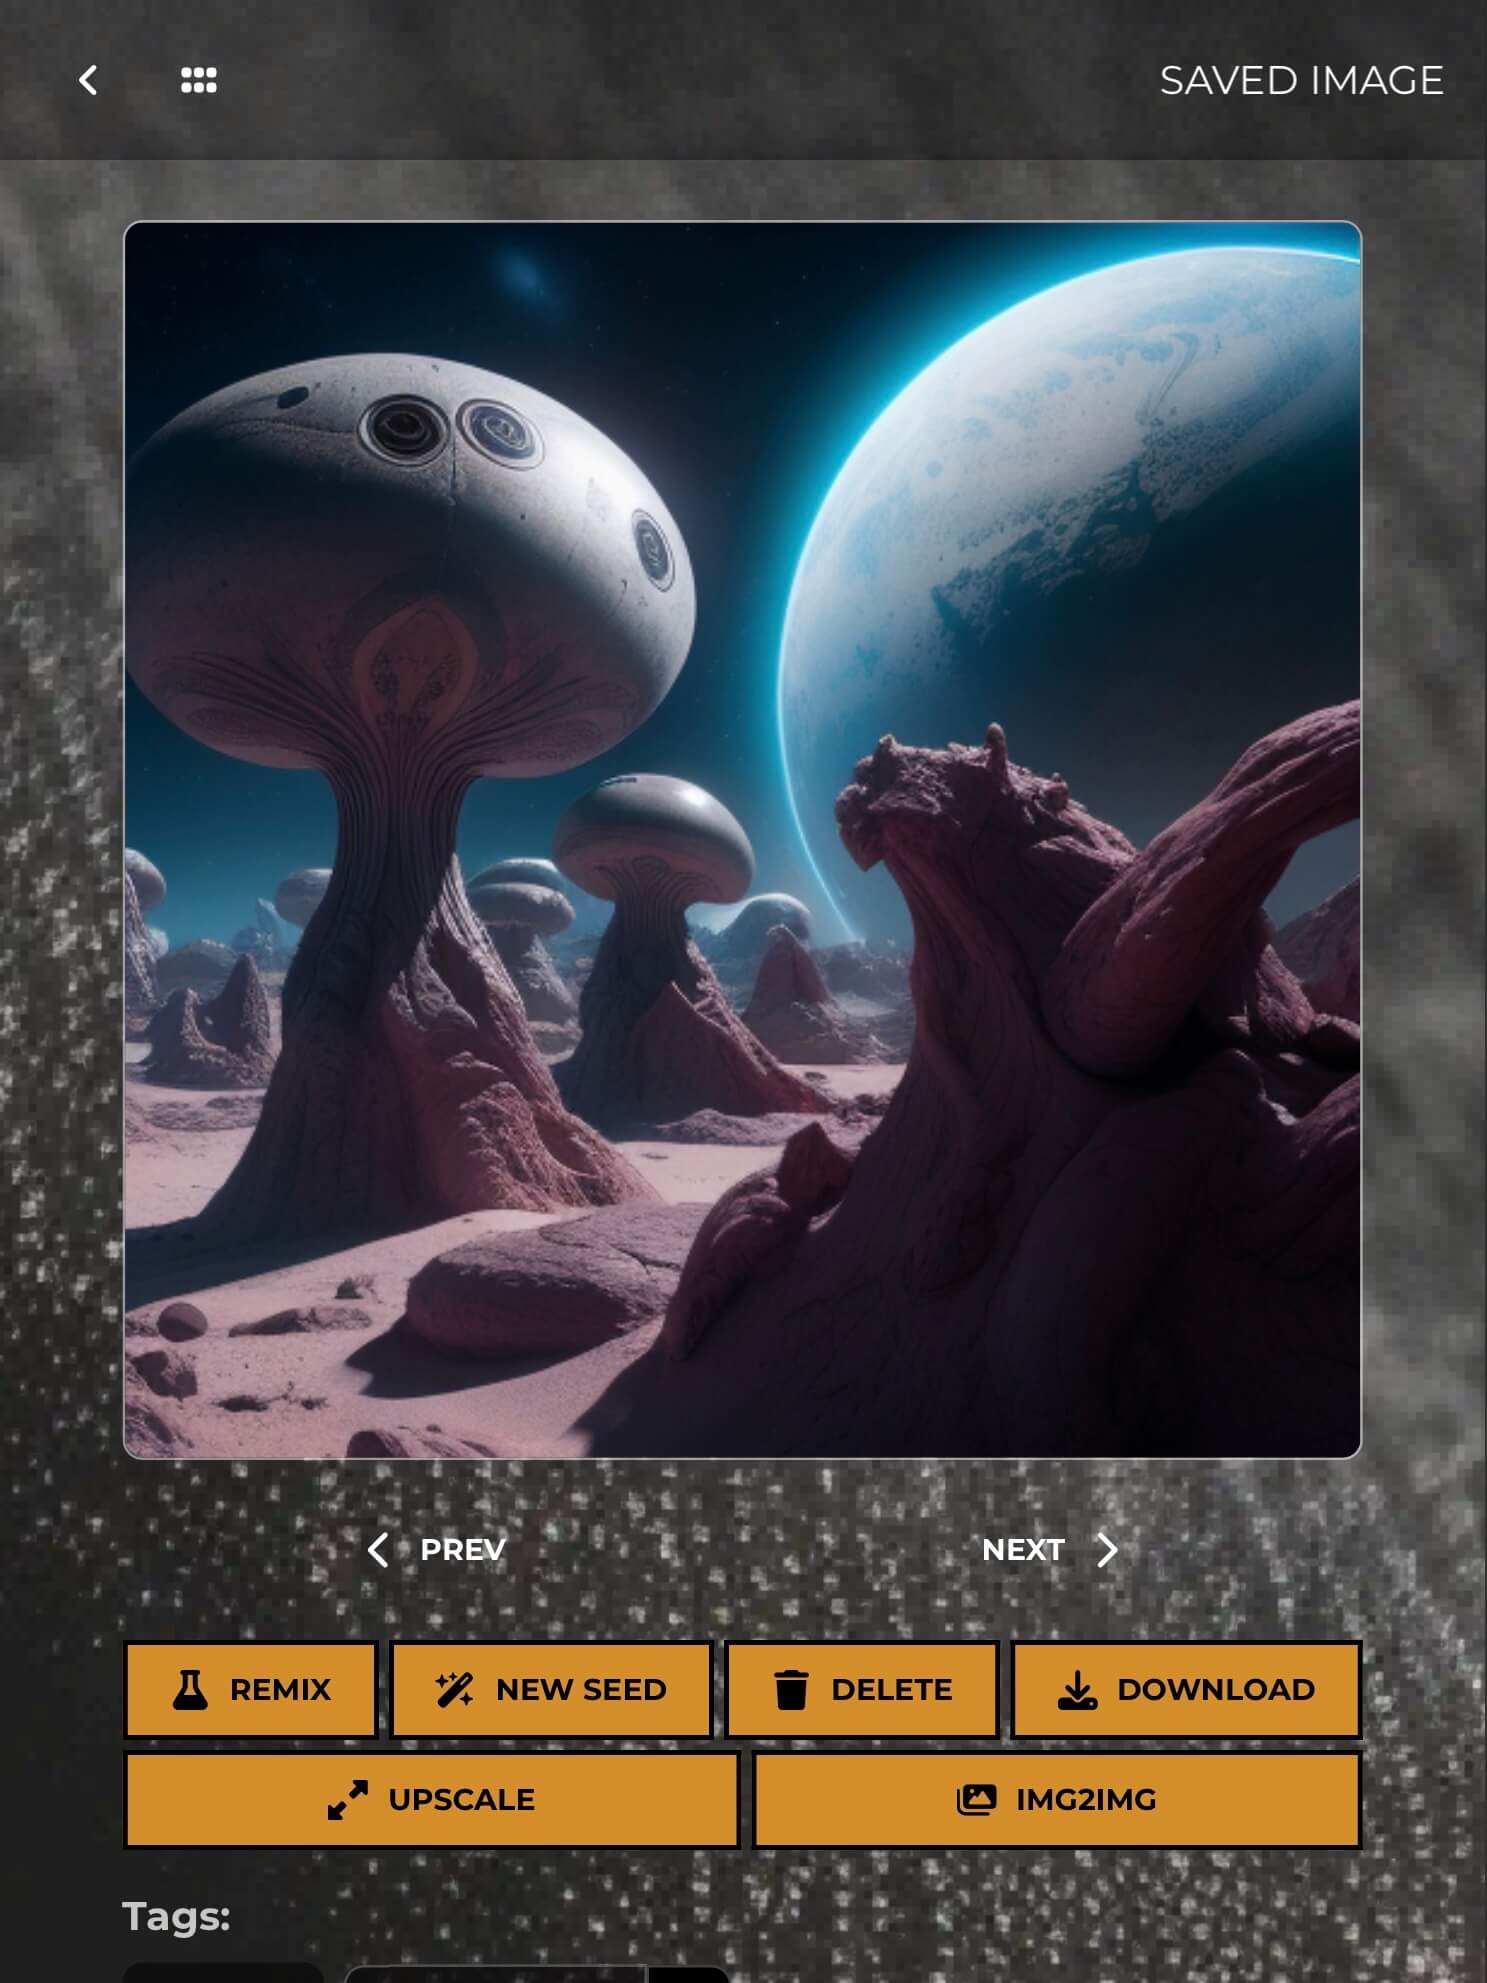 SAVED IMAGE
PREV
NEXT
REMIX
NEW SEED
DELETE
DOWNLOAD
UPSCALE
IMG2IMG
Tags: